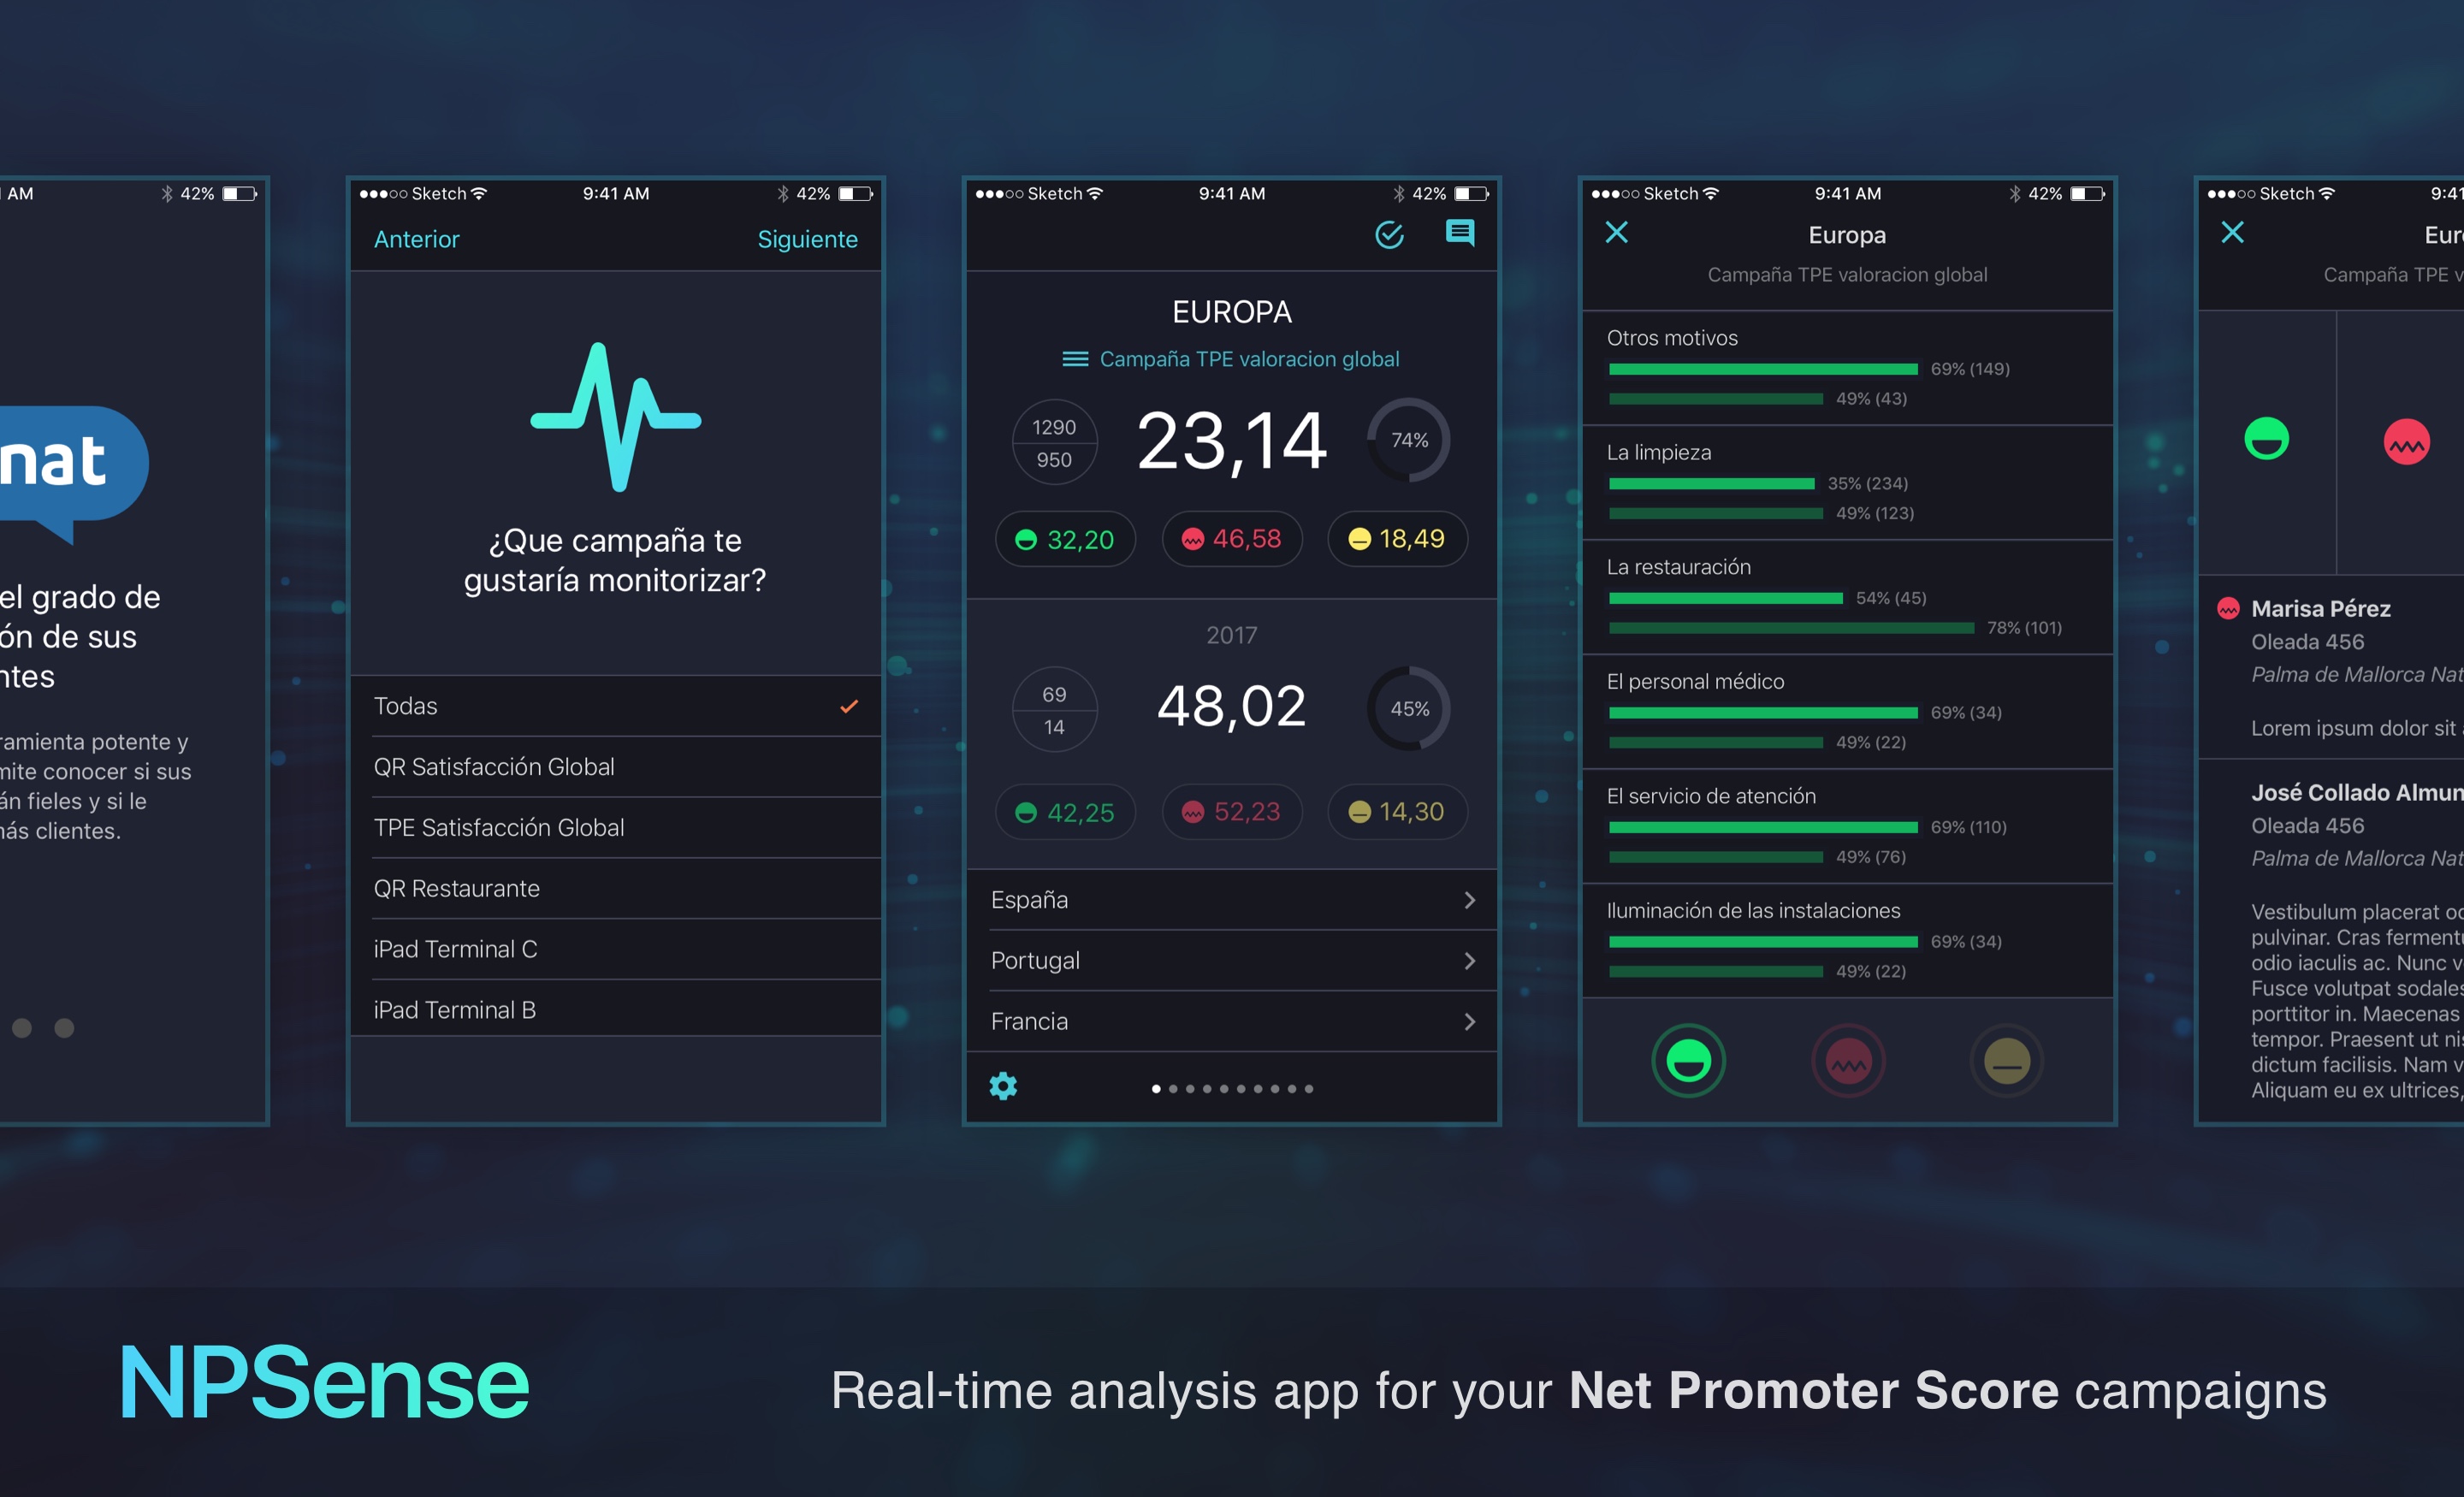 AM
42%
nat
el grado de
ón de sus
ntes
ramienta potente y
mite conocer si sus
án fieles y si le
nás clientes.
Sketch
9:41 AM
42%
Anterior
Siguiente
¿Que campaña te
gustaría monitorizar?
Todas
QR Satisfacción Global
TPE Satisfacción Global
QR Restaurante
iPad Terminal C
iPad Terminal B
Sketch
9:41 AM
42%
EUROPA
Campaña TPE valoracion global
1290
950
23,14
74%
32,20
46,58
18,49
2017
69
14
48,02
45%
42,25
52,23
14,30
España
Portugal
Francia
Sketch
9:41 AM
42%
Europa
Campaña TPE valoracion global
Otros motivos
69% (149)
49% (43)
La limpieza
35% (234)
49% (123)
La restauración
54% (45)
78% (101)
El personal médico
69% (34)
49% (22)
El servicio de atención
69% (110)
49% (76)
Iluminación de las instalaciones
69% (34)
49% (22)
Sketch
9:41
Eur
Campaña TPE v
Marisa Pérez
Oleada 456
Palma de Mallorca Nat
Lorem ipsum dolor sit
José Collado Almun
Oleada 456
Palma de Mallorca Nat
Vestibulum placerat
pulvinar. Cras ferment
odio iaculis ac. Nunc
Fusce volutpat sodales
porttitor in. Maecenas
tempor. Praesent ut
dictum facilisis. Nam v
Aliquam eu ex ultrices,
NPSense
Real-time analysis app for your Net Promoter Score campaigns